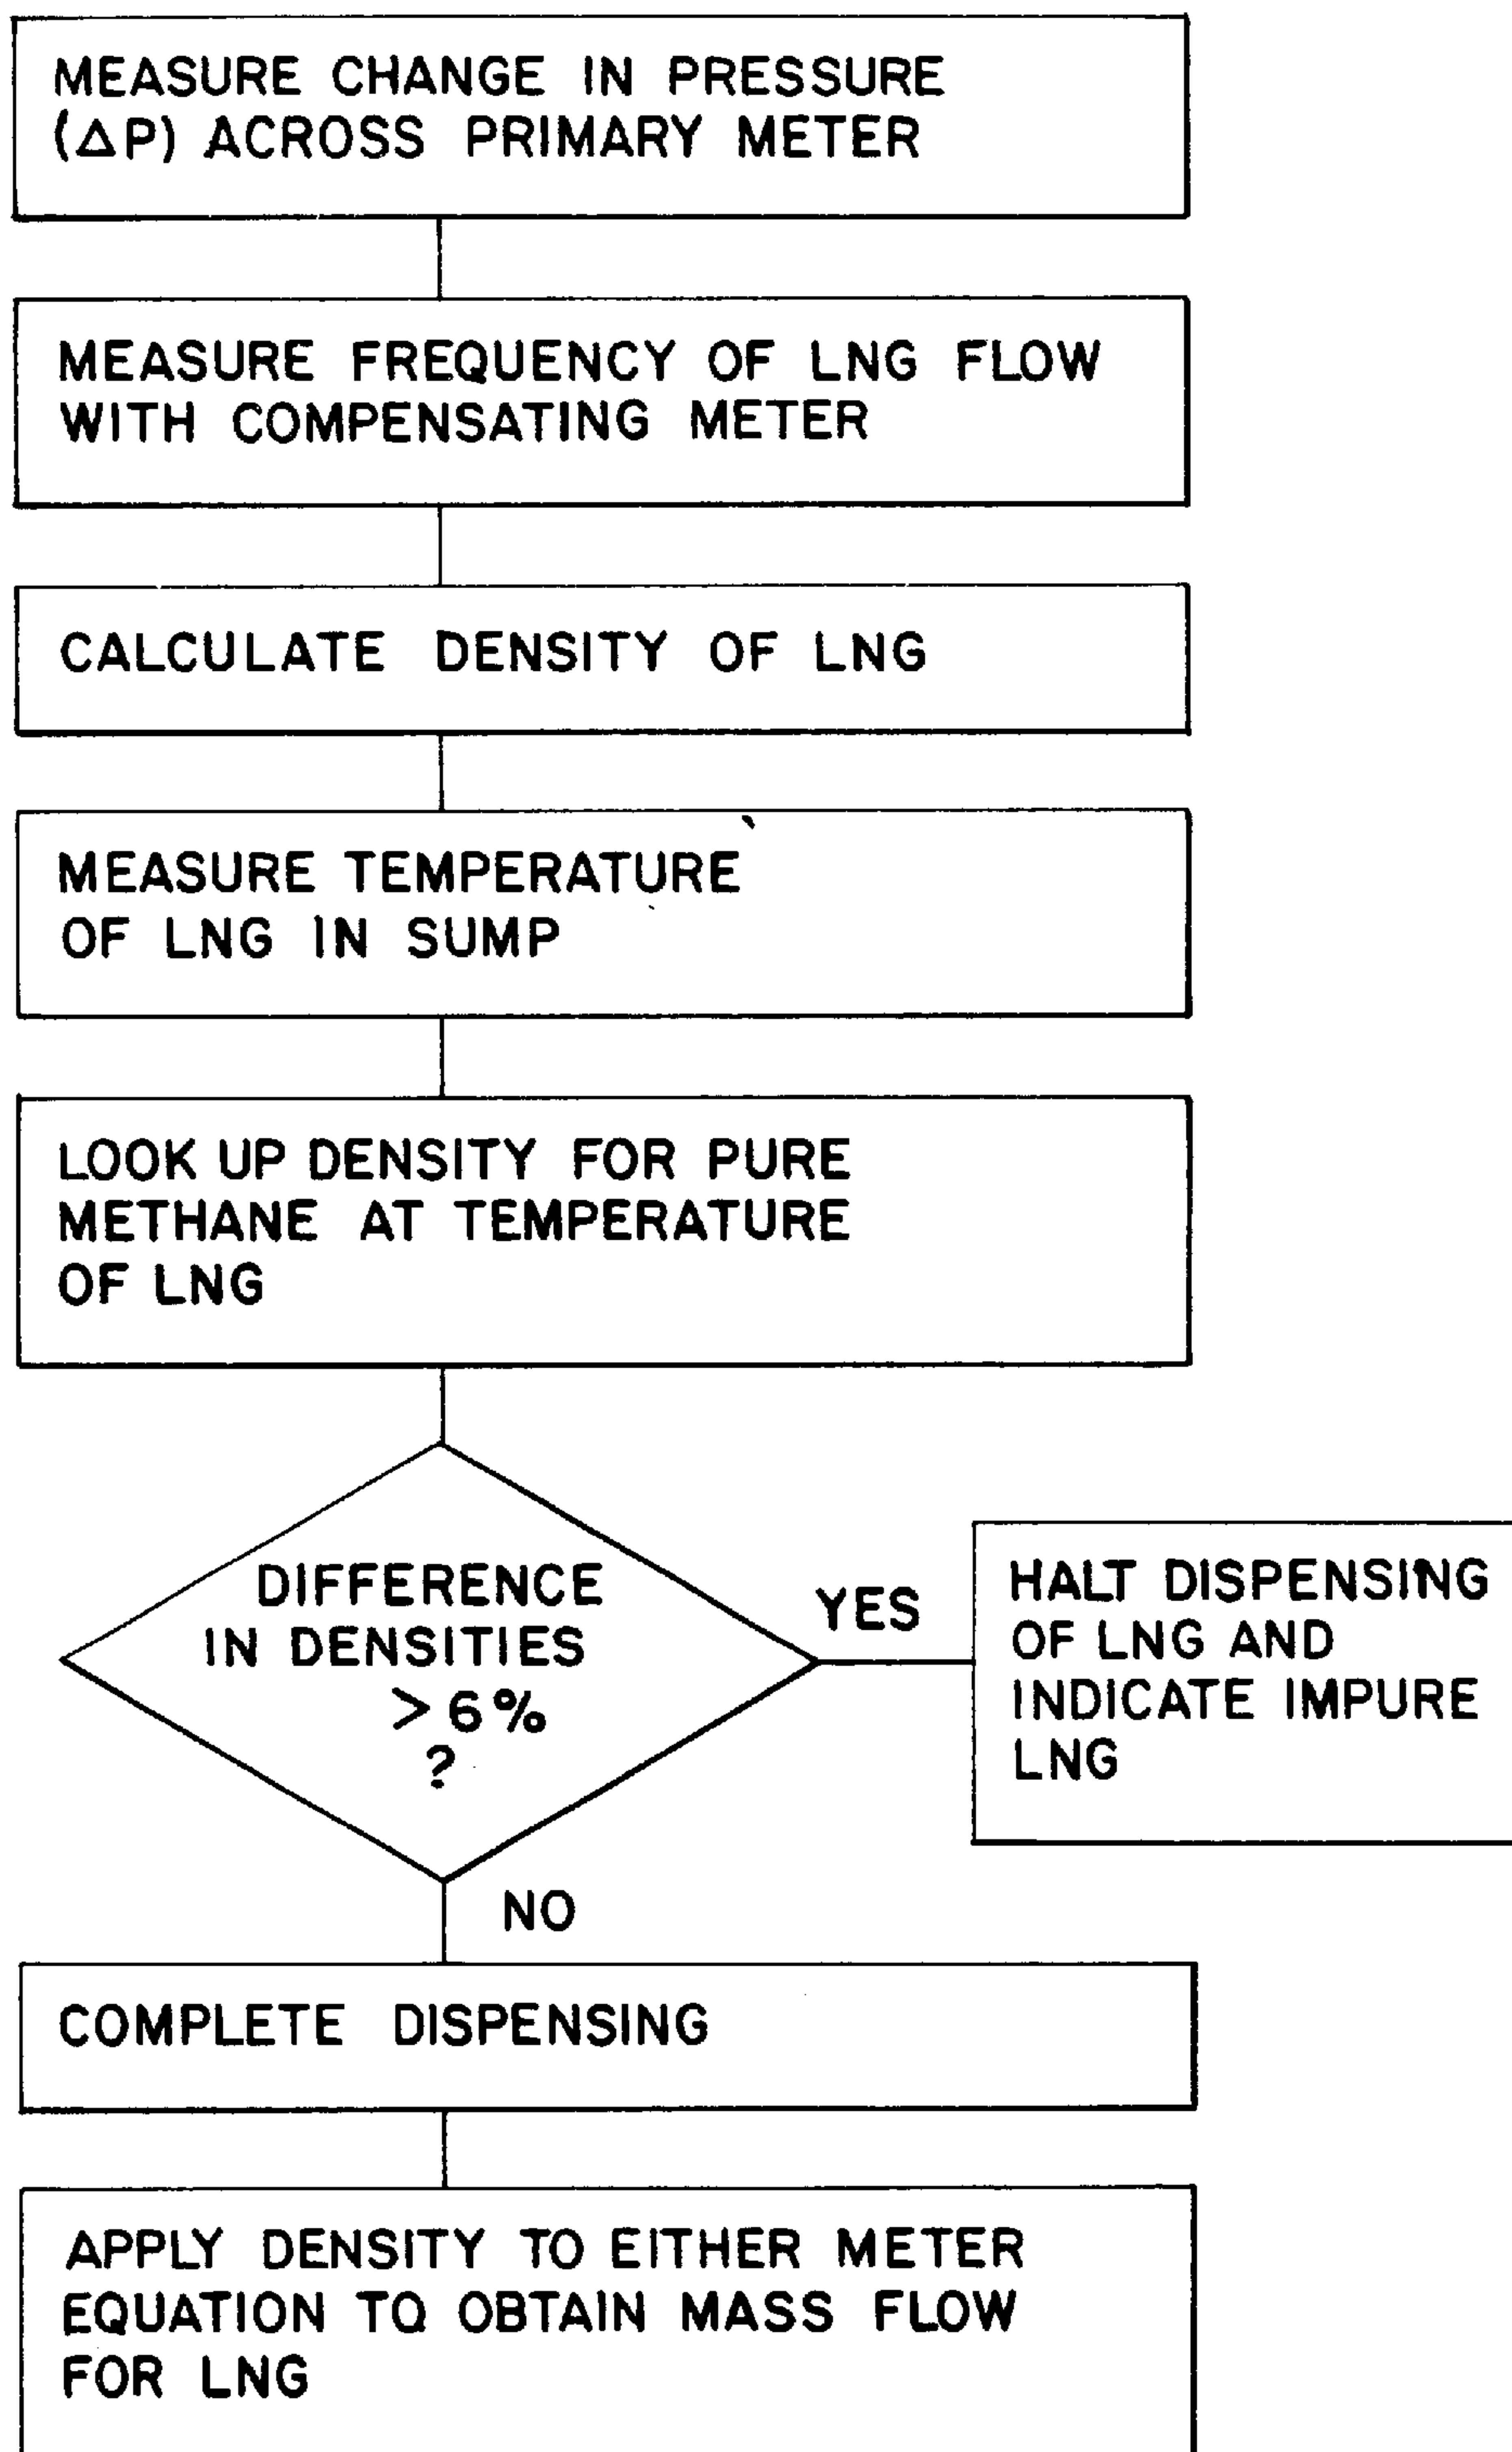 MEASURE CHANGE IN PRESSURE
(ΔP) ACROSS PRIMARY METER
MEASURE FREQUENCY OF LNG FLOW
WITH COMPENSATING METER
CALCULATE DENSITY OF LNG
MEASURE TEMPERATURE
OF LNG IN SUMP
LOOK UP DENSITY FOR PURE
METHANE AT TEMPERATURE
OF LNG
DIFFERENCE
IN DENSITIES
>6%
?
YES
HALT DISPENSING
OF LNG AND
INDICATE IMPURE
LNG
NO
COMPLETE DISPENSING
APPLY DENSITY TO EITHER METER
EQUATION TO OBTAIN MASS FLOW
FOR LNG